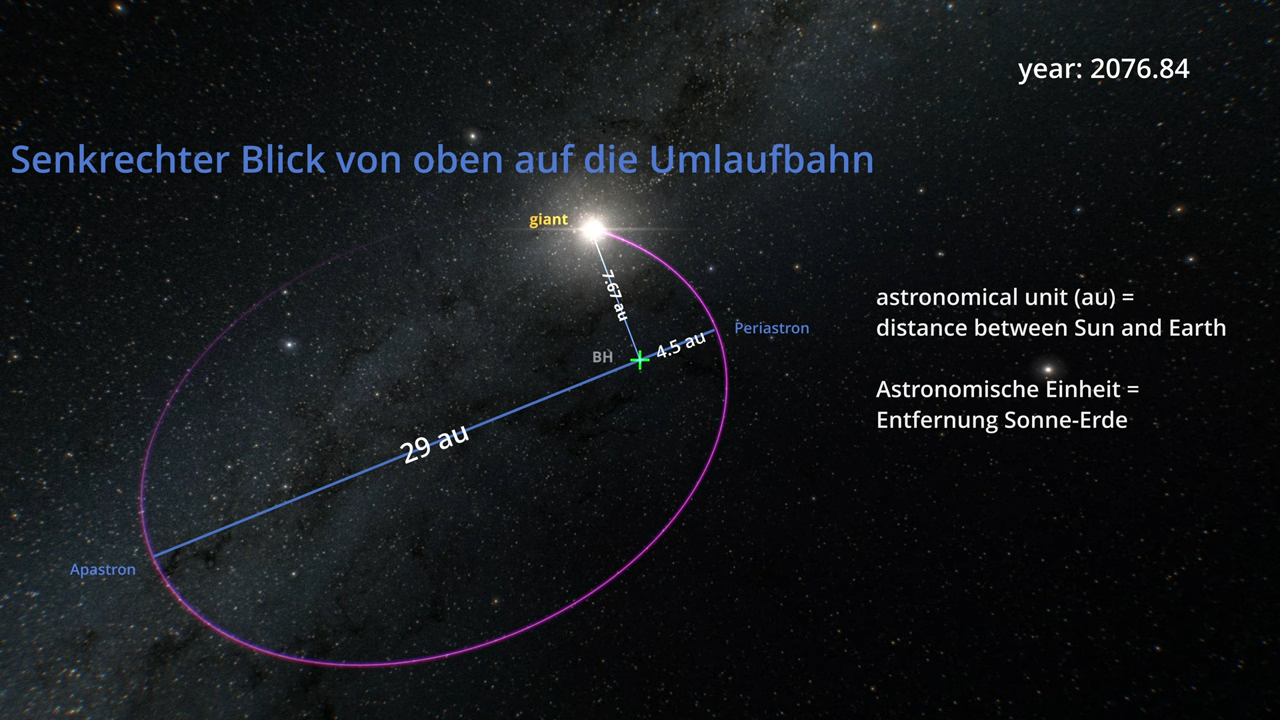 year: 2076.84
Senkrechter Blick von oben auf die Umlaufbahn
giant
7.67 au
astronomical unit (au) =
distance between Sun and Earth
Periastron
4.5 au
BH
Astronomische Einheit =
Entfernung Sonne-Erde
29 au
Apastron